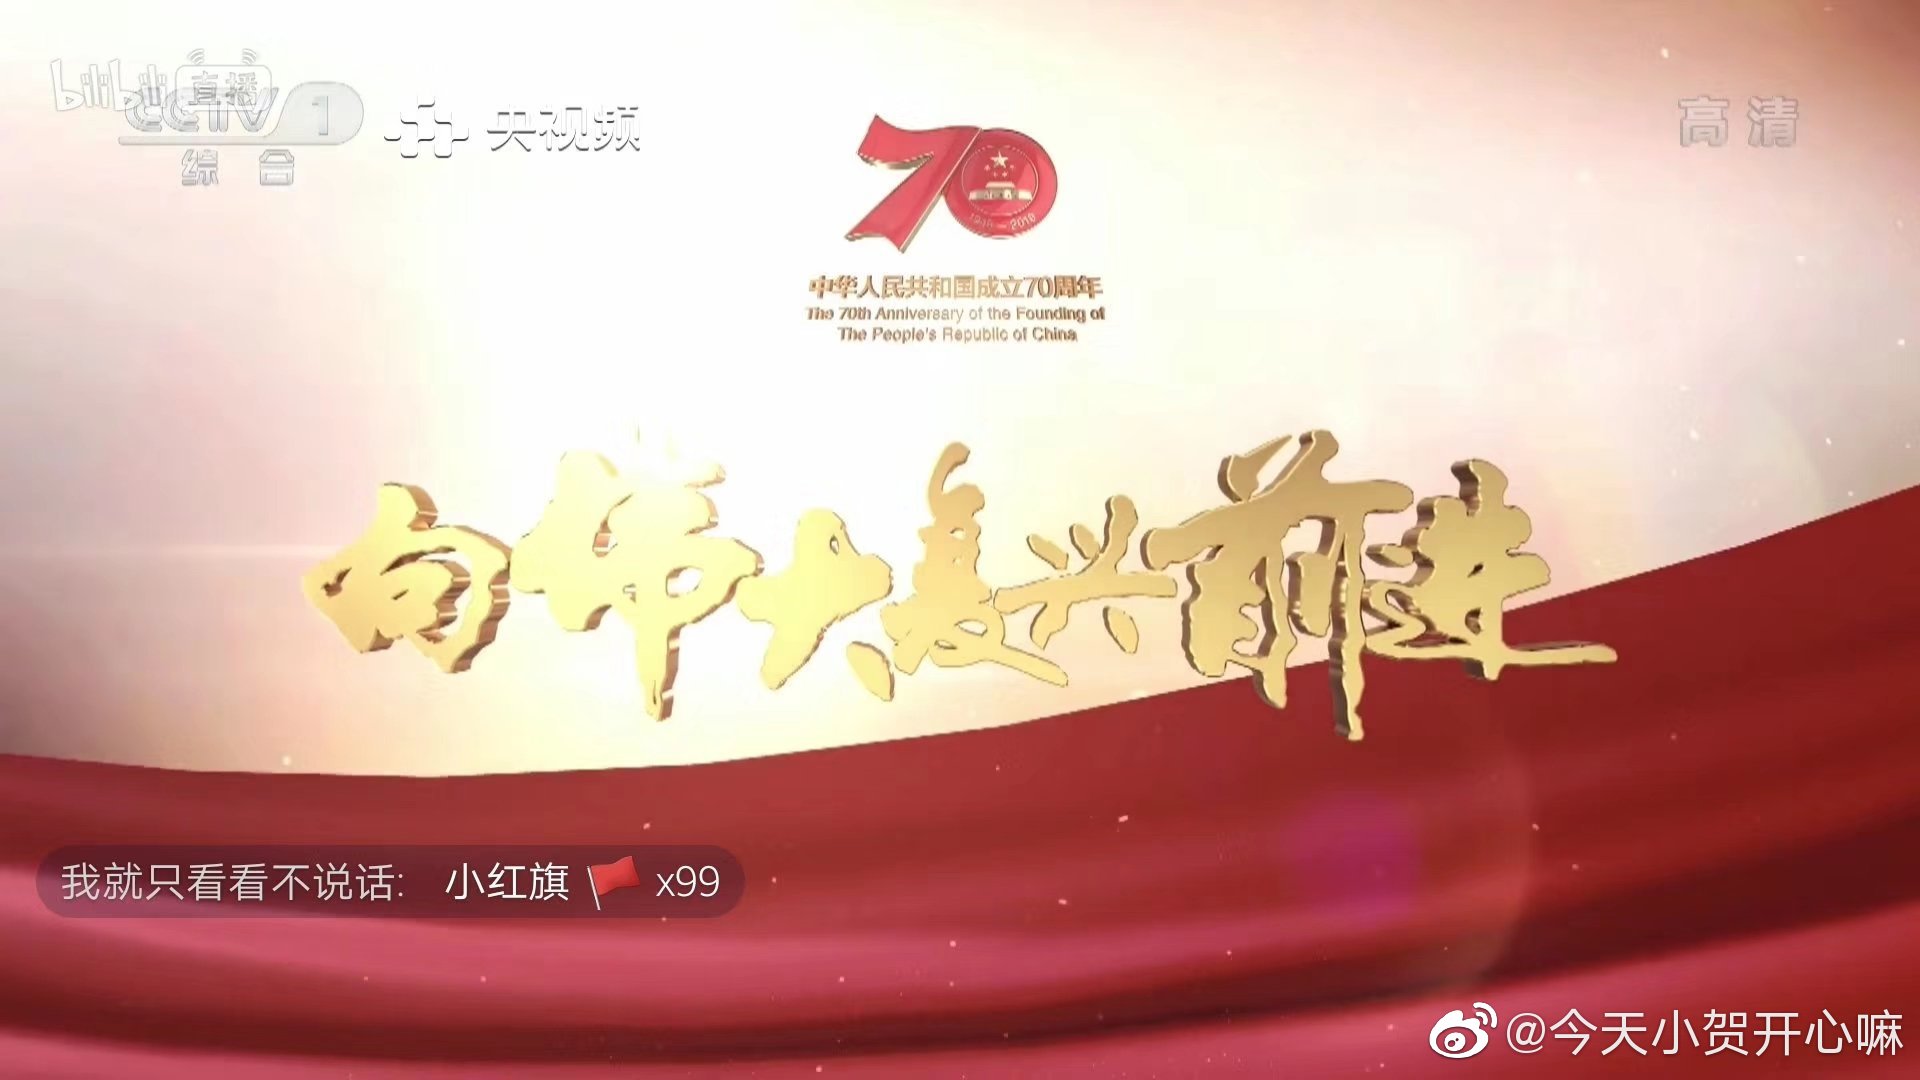 bilibili 直播
CCTV 1
综合
央视频
高清
70
1949—2019
中华人民共和国成立70周年
The 70th Anniversary of the Founding of
The People's Republic of China
向伟大复兴前进
我就只看看不说话: 小红旗 x99
@今天小贺开心嘛